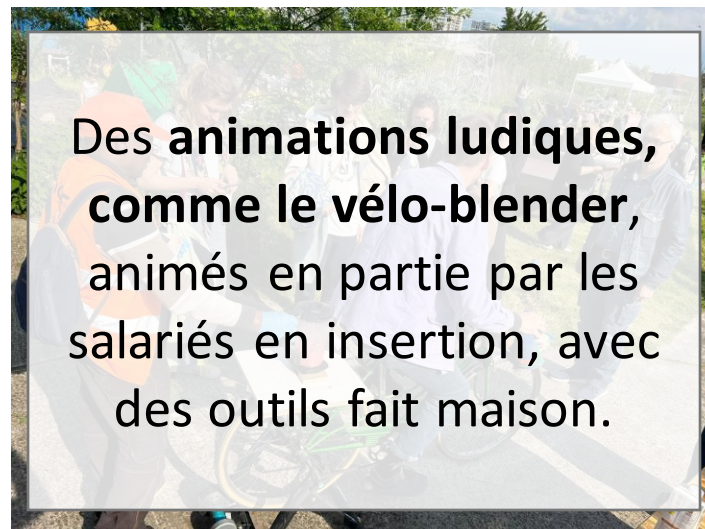 Des animations ludiques,
comme le vélo-blender,
animés en partie par les
salariés en insertion, avec
des outils fait maison.